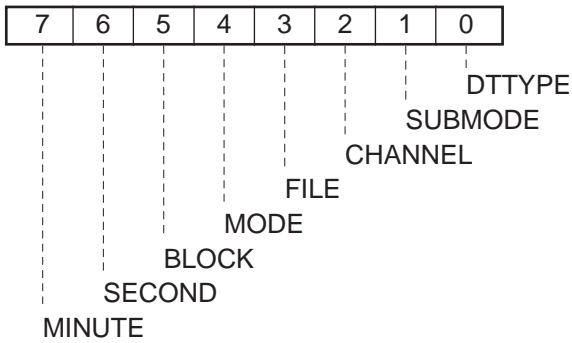 7 6 5 4 3 2 1 0
DTTYPE
SUBMODE
CHANNEL
FILE
MODE
BLOCK
SECOND
MINUTE